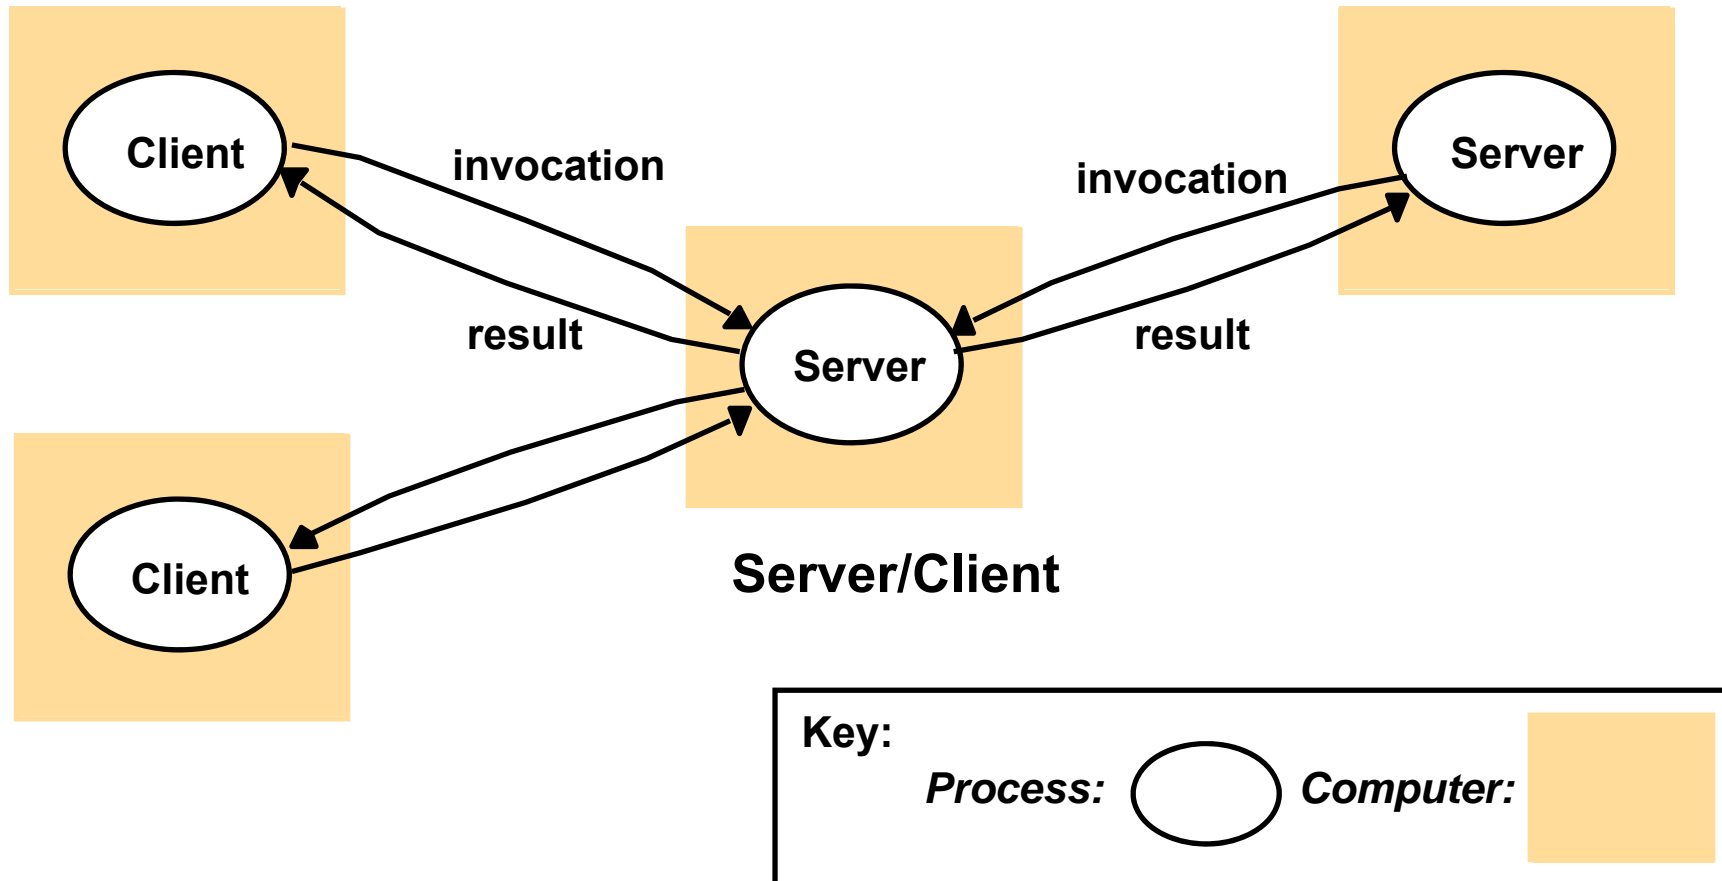 Client
invocation
invocation
Server
result
Server
result
Client
Server/Client
Key:
Process:
Computer: